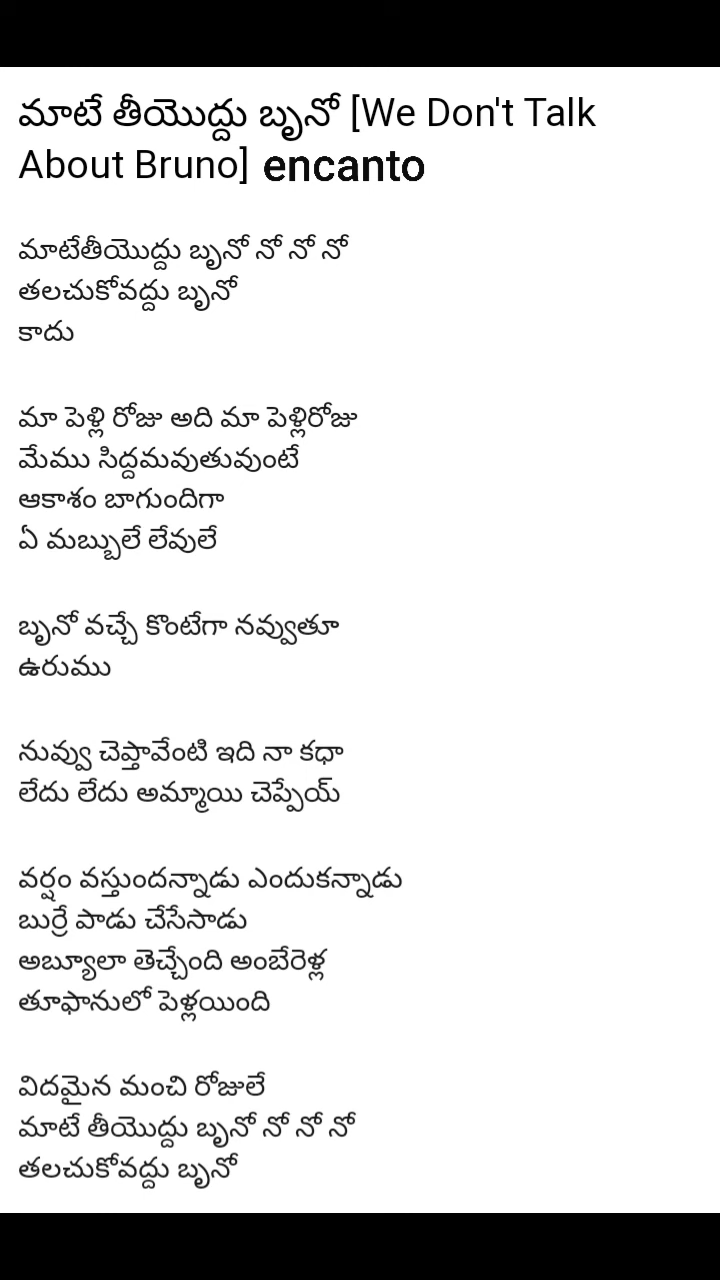 మాటే తీయొద్దు బృనో [We Don't Talk
About Bruno] encanto
మాటేతీయొద్దు బృనో నో నో నో
తలచుకోవద్దు బృనో
కాదు
మా పెళ్లి రోజు అది మా పెళ్లిరోజు
మేము సిద్దమవుతువుంటే
ఆకాశం బాగుందిగా
ఏ మబ్బులే లేవులే
బృనో వచ్చే కొంటేగా నవ్వుతూ
ఉరుము
నువ్వు చెప్తావేంటి ఇది నా కధా
లేదు లేదు అమ్మాయి చెప్పేయ్
వర్షం వస్తుందన్నాడు ఎందుకన్నాడు
బుర్రే పాడు చేసేసాడు
అబ్యూలా తెచ్చేంది అంబేరెళ్ల
తూఫానులో పెళ్లయింది
విదమైన మంచి రోజులే
మాటే తీయొద్దు బృనో నో నో నో
తలచుకోవద్దు బృనో